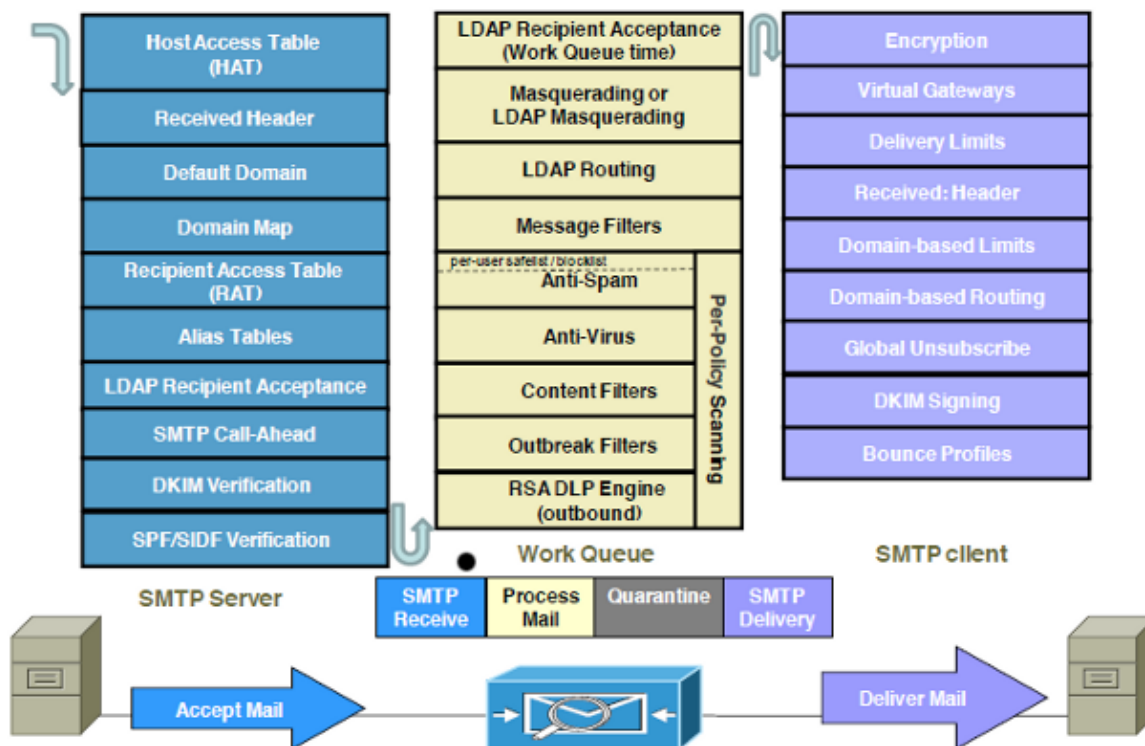 Host Access Table
(HAT)
Received Header
Default Domain
Domain Map
Recipient Access Table
(RAT)
Alias Tables
LDAP Recipient Acceptance
SMTP Call-Ahead
DKIM Verification
SPF/SIDF Verification
SMTP Server
LDAP Recipient Acceptance
(Work Queue time)
Masquerading or
LDAP Masquerading
LDAP Routing
Message Filters
per-user safelist / blocklist
Anti-Spam
Anti-Virus
Content Filters
Outbreak Filters
RSA DLP Engine
(outbound)
Per-Policy Scanning
Work Queue
Encryption
Virtual Gateways
Delivery Limits
Received: Header
Domain-based Limits
Domain-based Routing
Global Unsubscribe
DKIM Signing
Bounce Profiles
SMTP client
SMTP
Receive
Process
Mail
Quarantine
SMTP
Delivery
Accept Mail
Deliver Mail